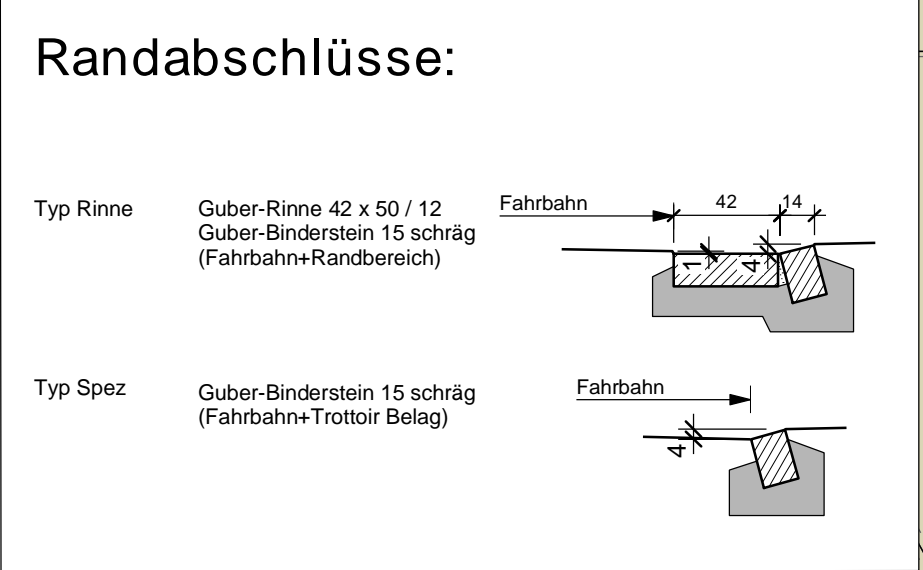 Randabschlüsse:
Typ Rinne
Guber-Rinne 42 x 50 / 12
Guber-Binderstein 15 schräg
(Fahrbahn+Randbereich)
Fahrbahn
42
14
1
4
Typ Spez
Guber-Binderstein 15 schräg
(Fahrbahn+Trottoir Belag)
Fahrbahn
4